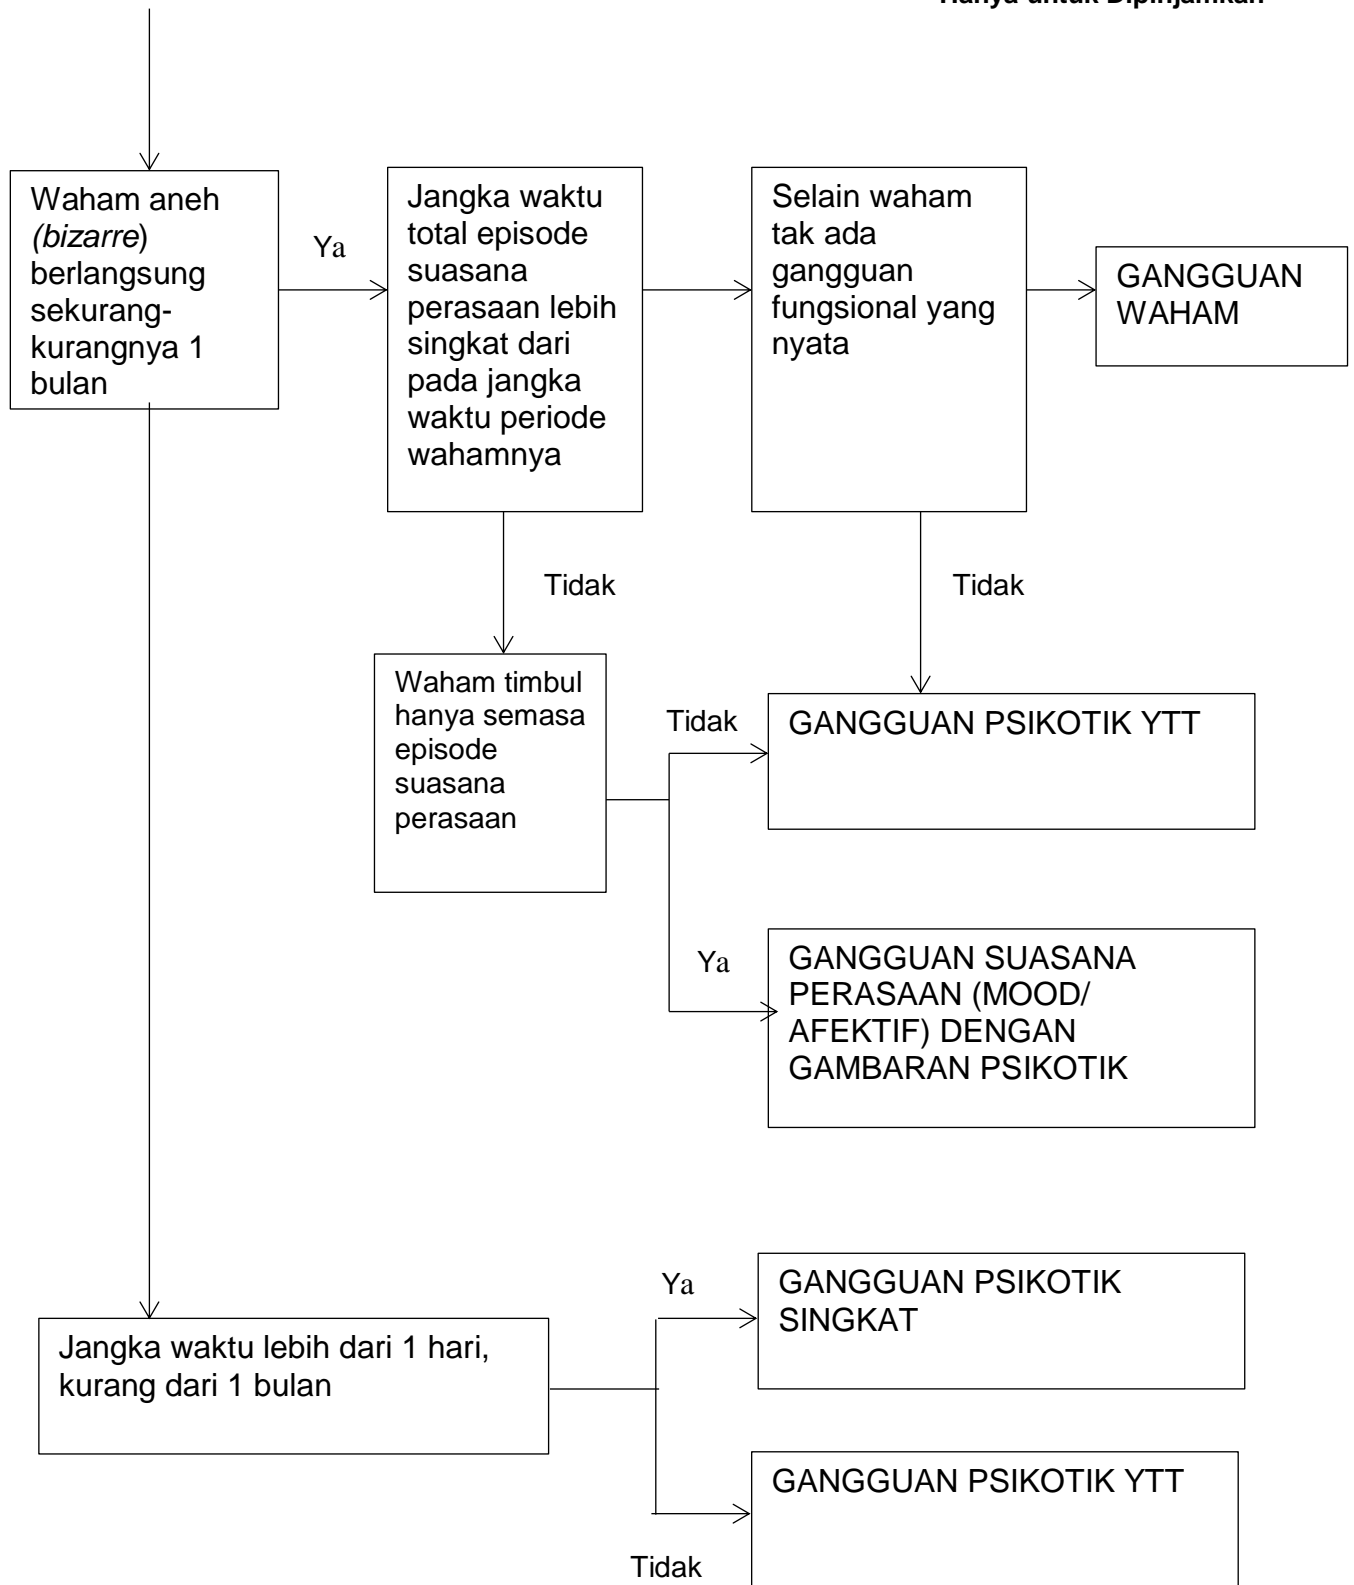 Hanya untuk Dipinjamkan
Waham aneh
(bizarre)
berlangsung
sekurang-
kurangnya 1
bulan
Ya
Jangka waktu
total episode
suasana
perasaan lebih
singkat dari
pada jangka
waktu periode
wahamnya
Selain waham
tak ada
gangguan
fungsional yang
nyata
GANGGUAN
WAHAM
Tidak
Tidak
Waham timbul
hanya semasa
episode
suasana
perasaan
Tidak
GANGGUAN PSIKOTIK YTT
Ya
GANGGUAN SUASANA
PERASAAN (MOOD/
AFEKTIF) DENGAN
GAMBARAN PSIKOTIK
Jangka waktu lebih dari 1 hari,
kurang dari 1 bulan
Ya
GANGGUAN PSIKOTIK
SINGKAT
GANGGUAN PSIKOTIK YTT
Tidak